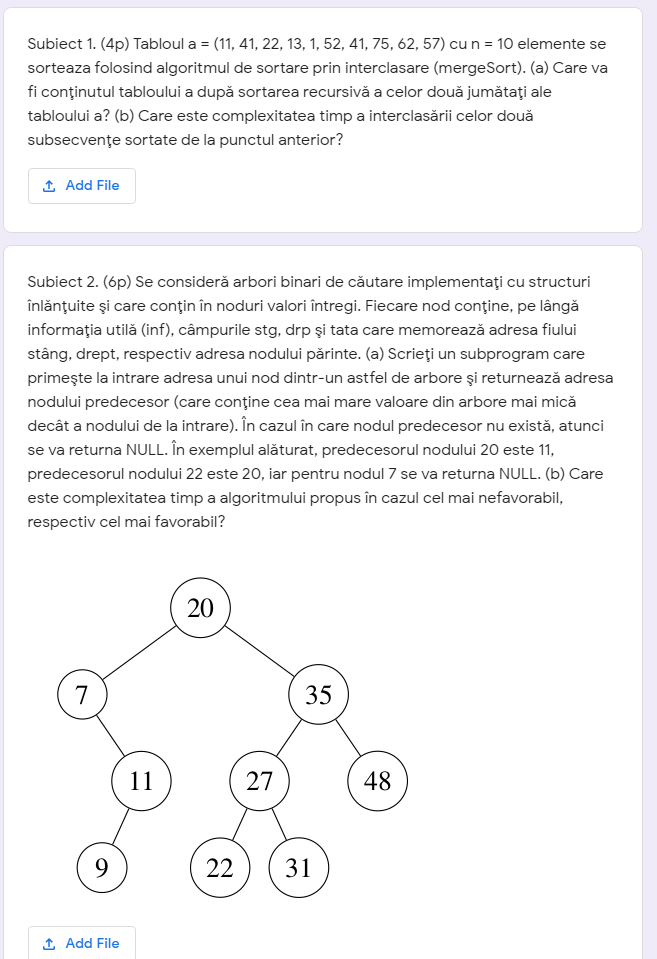 Subiect 1. (4p) Tabloul a = (11, 41, 22, 13, 1, 52, 41, 75, 62, 57) cu n = 10 elemente se
sorteaza folosind algoritmul de sortare prin interclasare (mergeSort). (a) Care va
fi conţinutul tabloului a după sortarea recursivă a celor două jumătaţi ale
tabloului a? (b) Care este complexitatea timp a interclasării celor două
subsecvenţe sortate de la punctul anterior?
Add File
Subiect 2. (6p) Se consideră arbori binari de căutare implementaţi cu structuri
înlănţuite şi care conţin în noduri valori întregi. Fiecare nod conţine, pe lângă
informaţia utilă (inf), câmpurile stg, drp şi tata care memorează adresa fiului
stâng, drept, respectiv adresa nodului părinte. (a) Scrieţi un subprogram care
primeşte la intrare adresa unui nod dintr-un astfel de arbore şi returnează adresa
nodului predecesor (care conţine cea mai mare valoare din arbore mai mică
decât a nodului de la intrare). În cazul în care nodul predecesor nu există, atunci
se va returna NULL. În exemplul alăturat, predecesorul nodului 20 este 11,
predecesorul nodului 22 este 20, iar pentru nodul 7 se va returna NULL. (b) Care
este complexitatea timp a algoritmului propus în cazul cel mai nefavorabil,
respectiv cel mai favorabil?
20
7
35
11
27
48
9
22
31
Add File